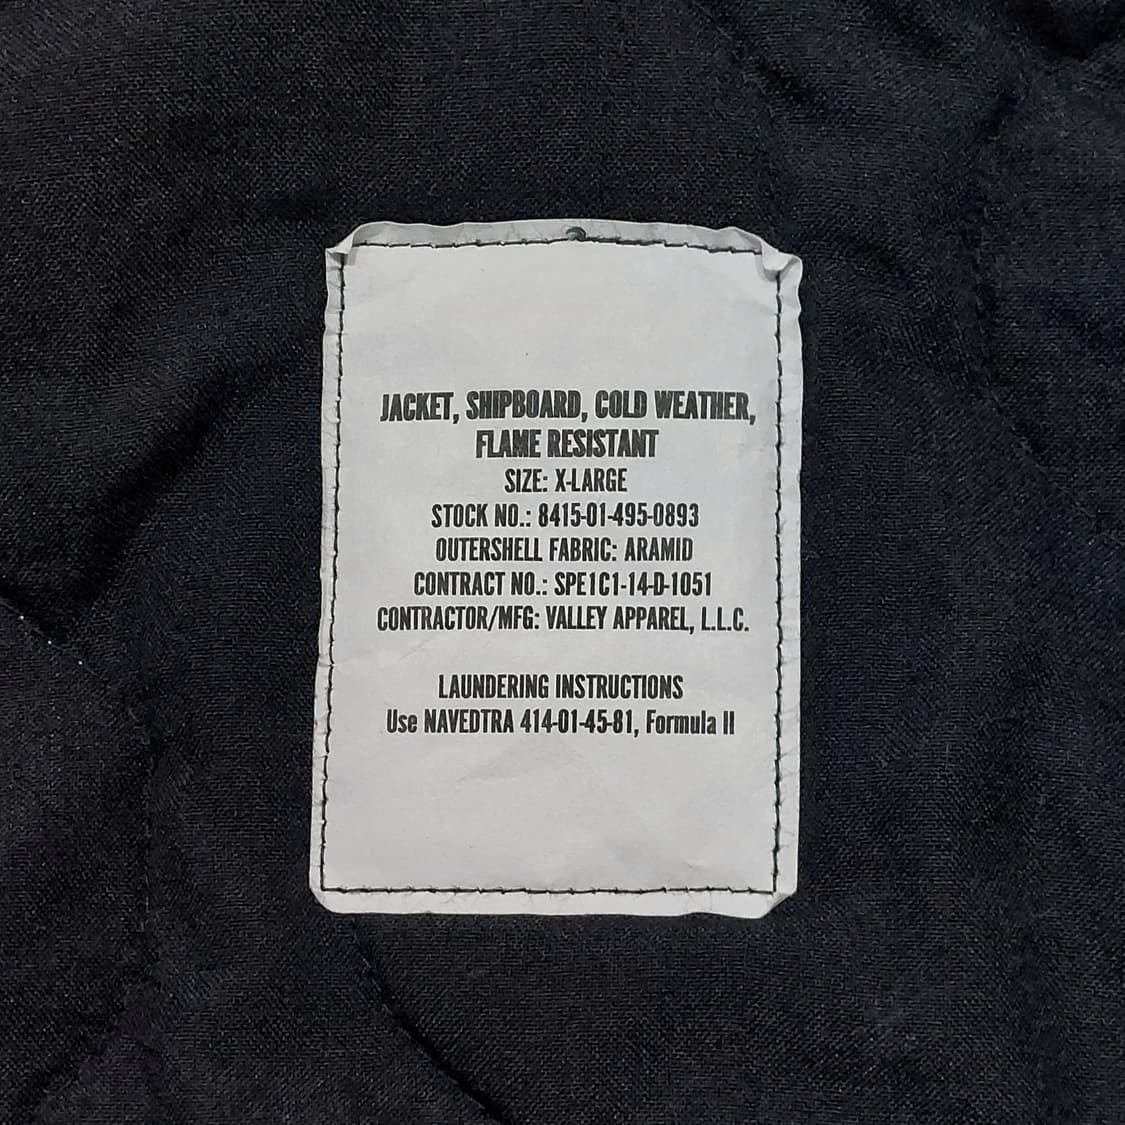 JACKET, SHIPBOARD, COLD WEATHER,
FLAME RESISTANT
SIZE: X-LARGE
STOCK NO.: 8415-01-495-0893
OUTERSHELL FABRIC: ARAMID
CONTRACT NO.: SPE1C1-14-D-1051
CONTRACTOR/MFG: VALLEY APPAREL, L.L.C.
LAUNDERING INSTRUCTIONS
Use NAVEDTRA 414-01-45-81, Formula II